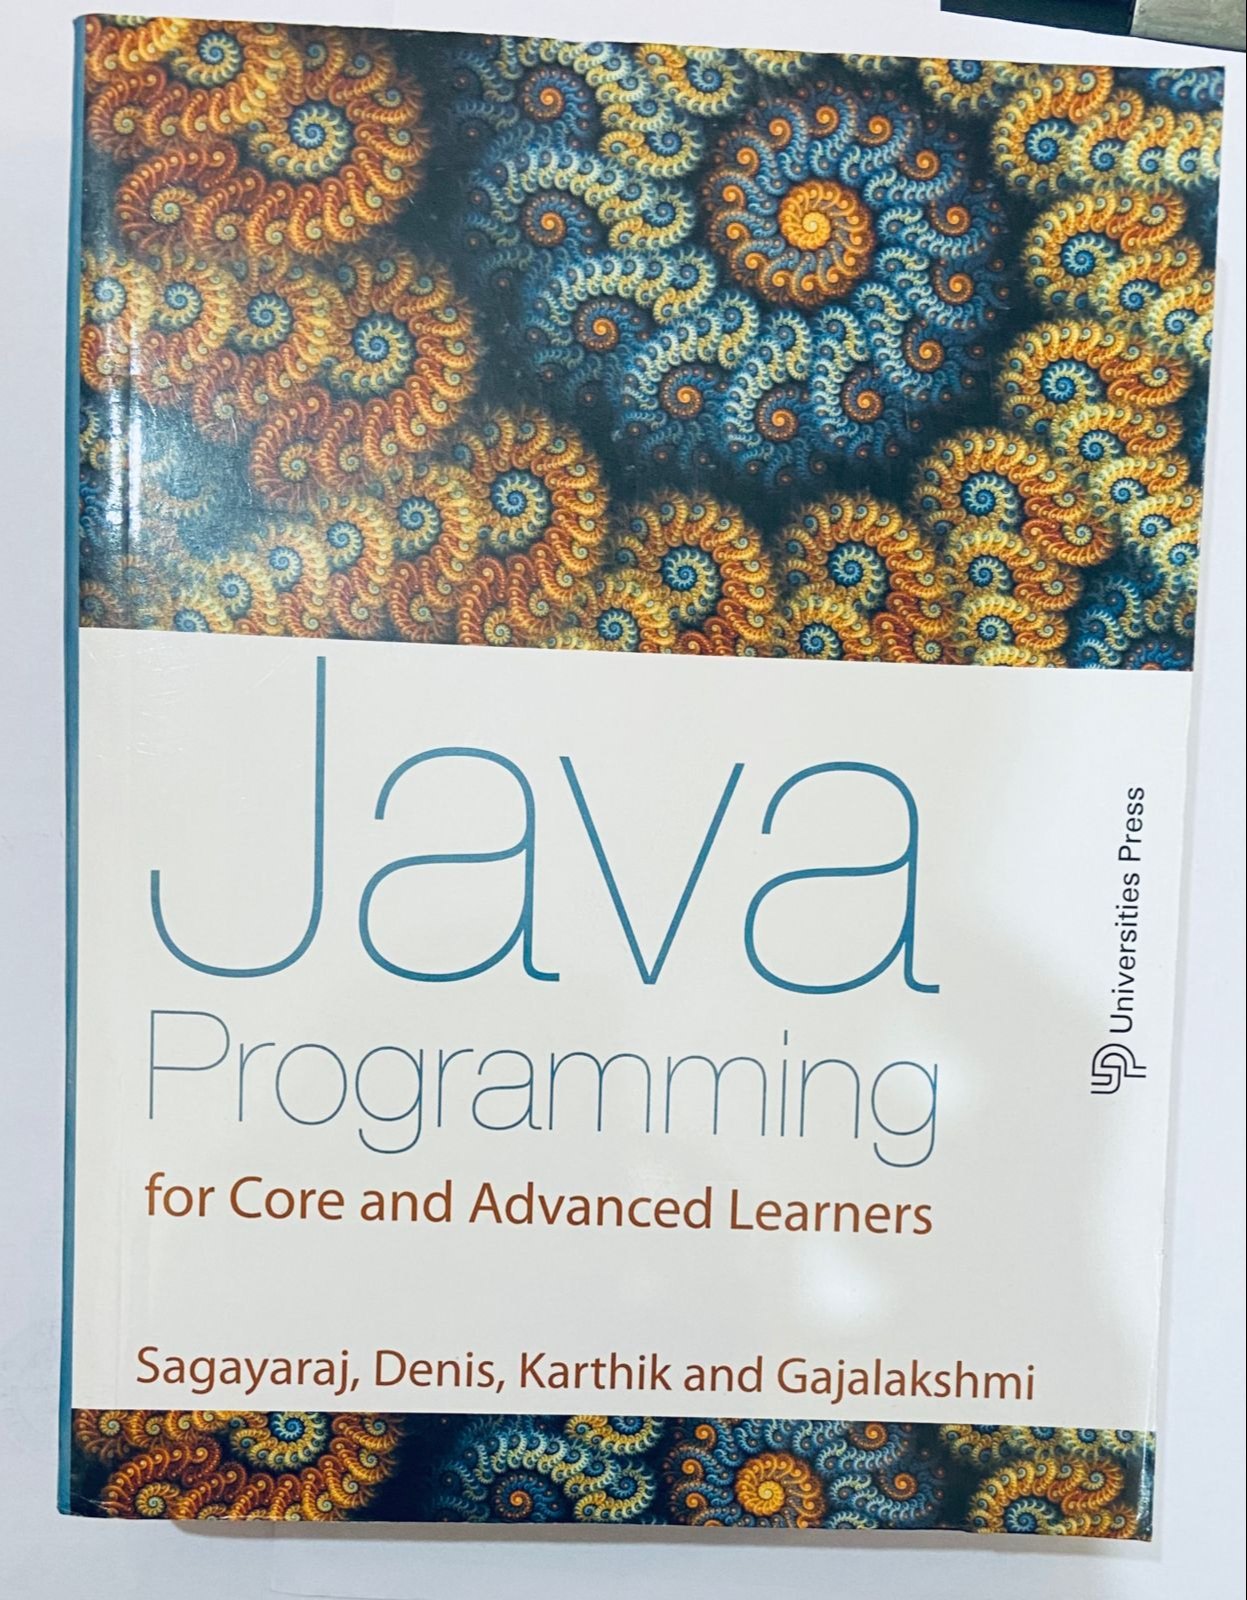 Java
Programming
for Core and Advanced Learners
Sagayaraj, Denis, Karthik and Gajalakshmi
Universities Press